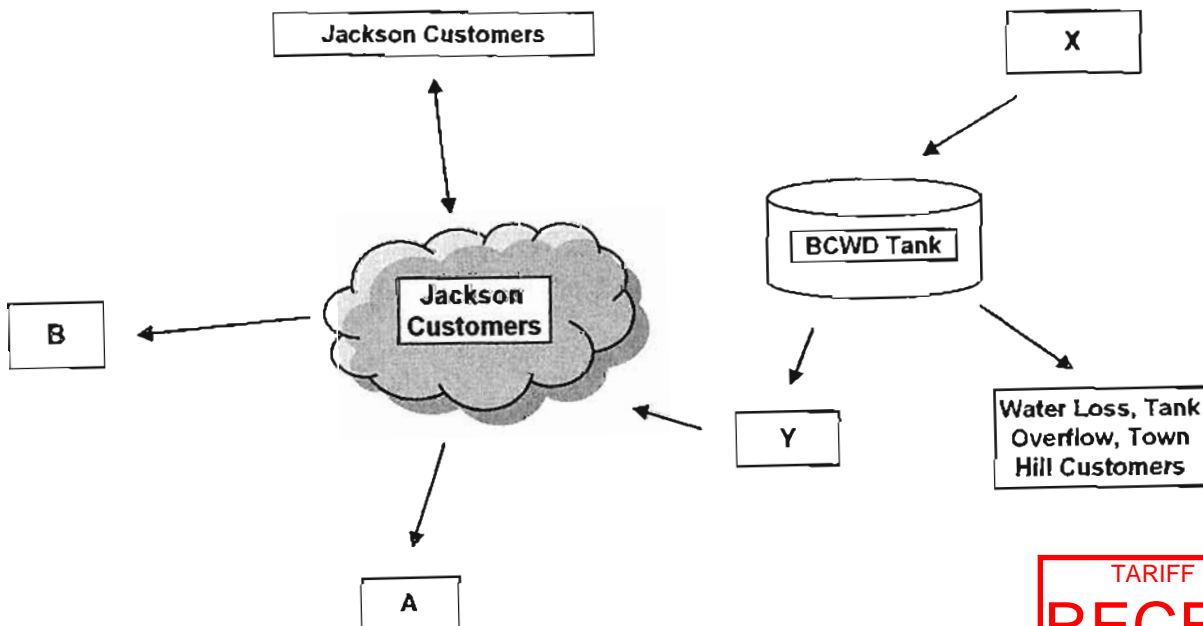 Jackson Customers
X
BCWD Tank
Jackson
Customers
B
Water Loss, Tank
Overflow, Town
Hill Customers
Y
A
TARIFF